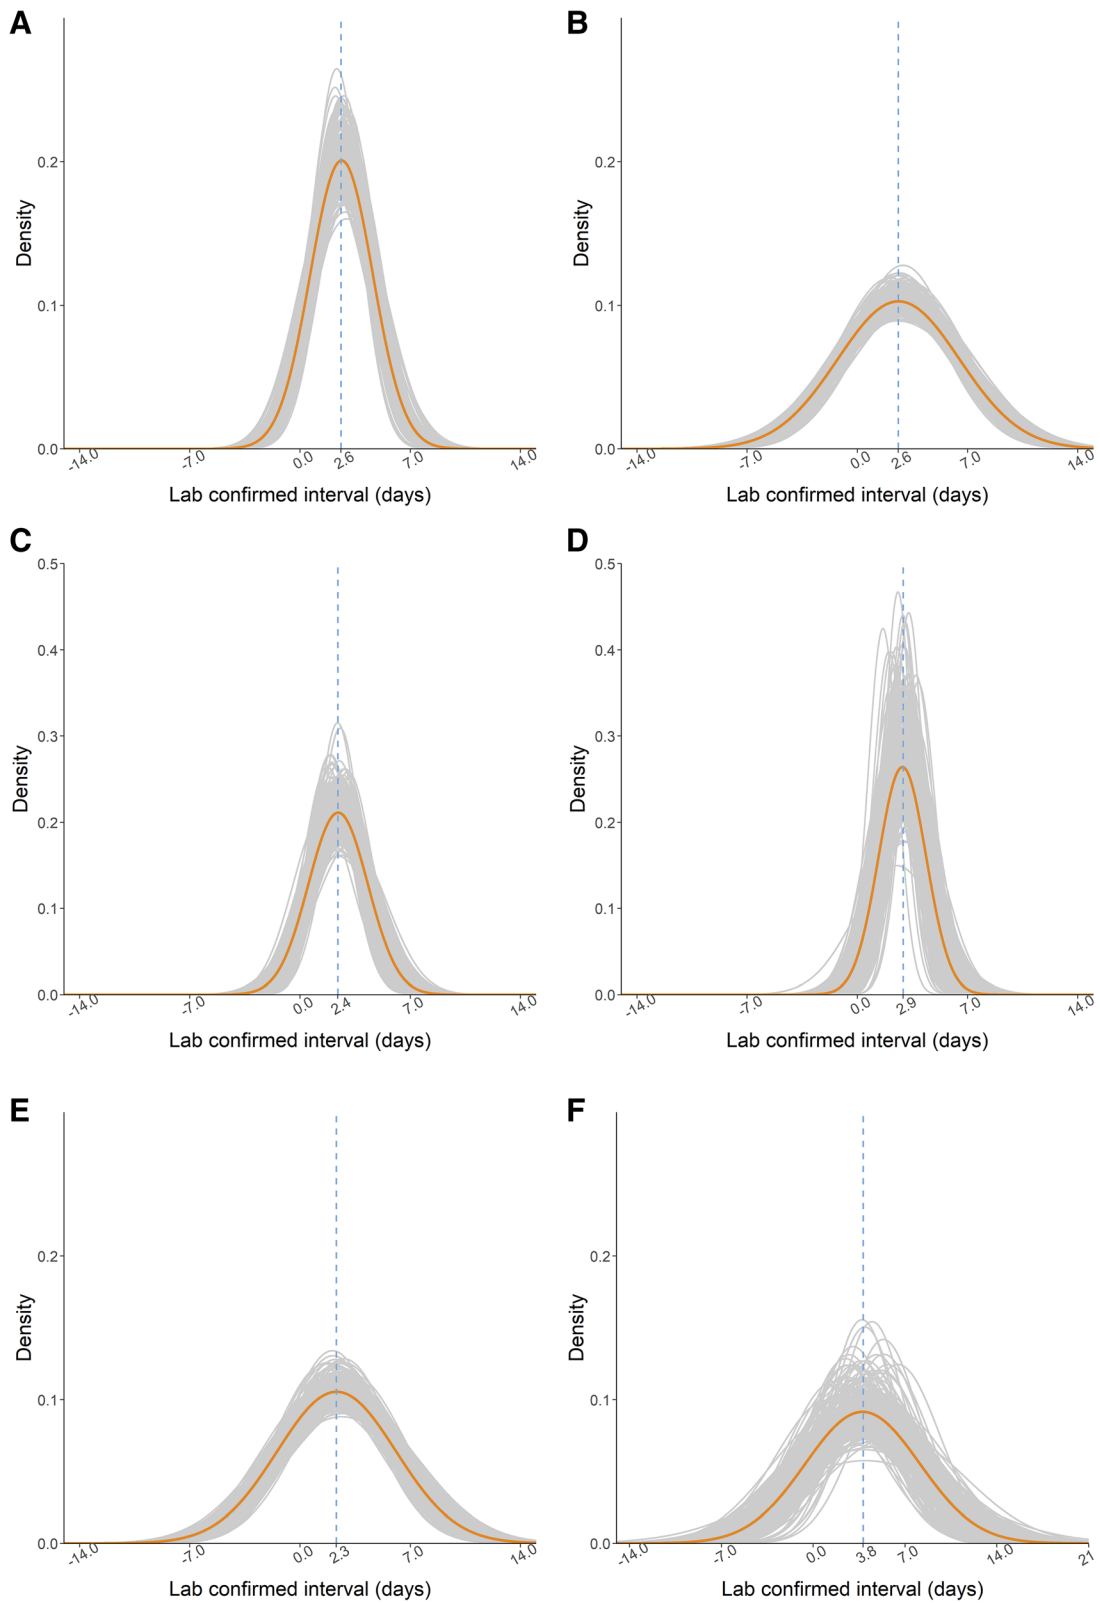 A
B
0.2
0.1
0.0
Density
-14.0 -7.0 0.0 2.6 7.0 14.0
Lab confirmed interval (days)
0.2
0.1
0.0
Density
-14.0 -7.0 0.0 2.6 7.0 14.0
Lab confirmed interval (days)
C
D
0.5
0.4
0.3
0.2
0.1
0.0
Density
-14.0 -7.0 0.0 2.4 7.0 14.0
Lab confirmed interval (days)
0.5
0.4
0.3
0.2
0.1
0.0
Density
-14.0 -7.0 0.0 2.9 7.0 14.0
Lab confirmed interval (days)
E
F
0.2
0.1
0.0
Density
-14.0 -7.0 0.0 2.3 7.0 14.0
Lab confirmed interval (days)
0.2
0.1
0.0
Density
-14.0 -7.0 0.0 3.8 7.0 14.0 21
Lab confirmed interval (days)